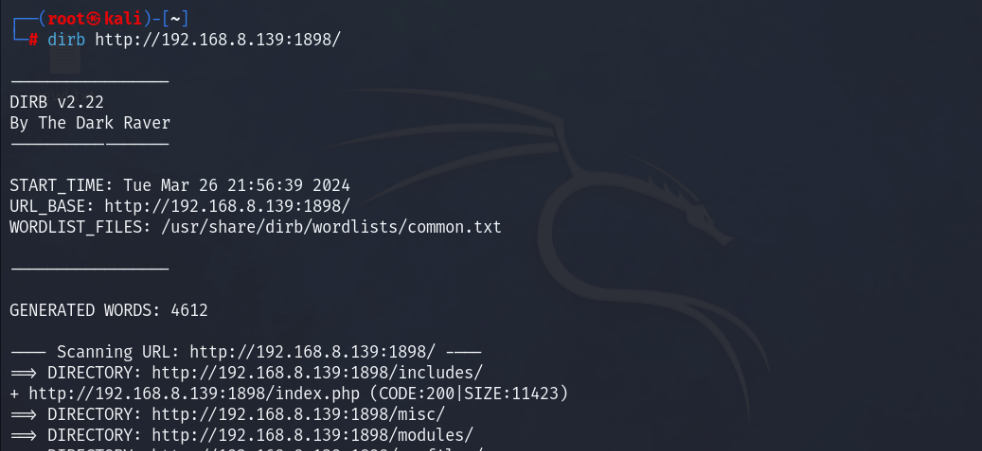 ┌──(root㉿kali)-[~]
└─# dirb http://192.168.8.139:1898/
-----------------
DIRB v2.22
By The Dark Raver
-----------------
START_TIME: Tue Mar 26 21:56:39 2024
URL_BASE: http://192.168.8.139:1898/
WORDLIST_FILES: /usr/share/dirb/wordlists/common.txt
-----------------
GENERATED WORDS: 4612
---- Scanning URL: http://192.168.8.139:1898/ ----
==> DIRECTORY: http://192.168.8.139:1898/includes/
+ http://192.168.8.139:1898/index.php (CODE:200|SIZE:11423)
==> DIRECTORY: http://192.168.8.139:1898/misc/
==> DIRECTORY: http://192.168.8.139:1898/modules/